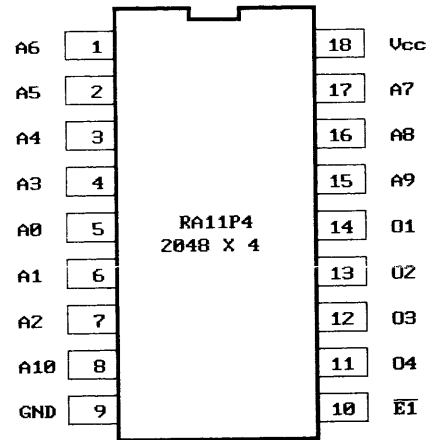 A6 1 18 Vcc
A5 2 17 A7
A4 3 16 A8
A3 4 15 A9
A0 5 RA11P4 14 O1
2048 X 4
A1 6 13 O2
A2 7 12 O3
A10 8 11 O4
GND 9 10 E1